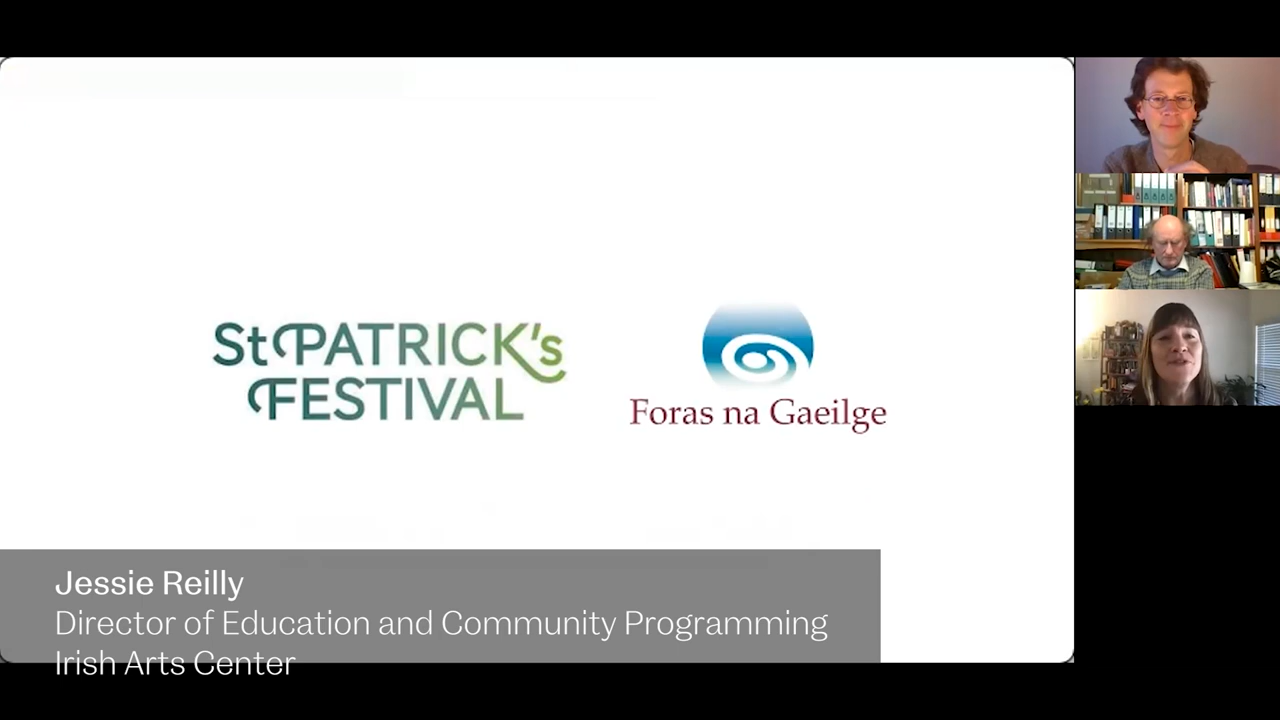 St PATRICK's
FESTIVAL
Foras na Gaeilge
Jessie Reilly
Director of Education and Community Programming
Irish Arts Center